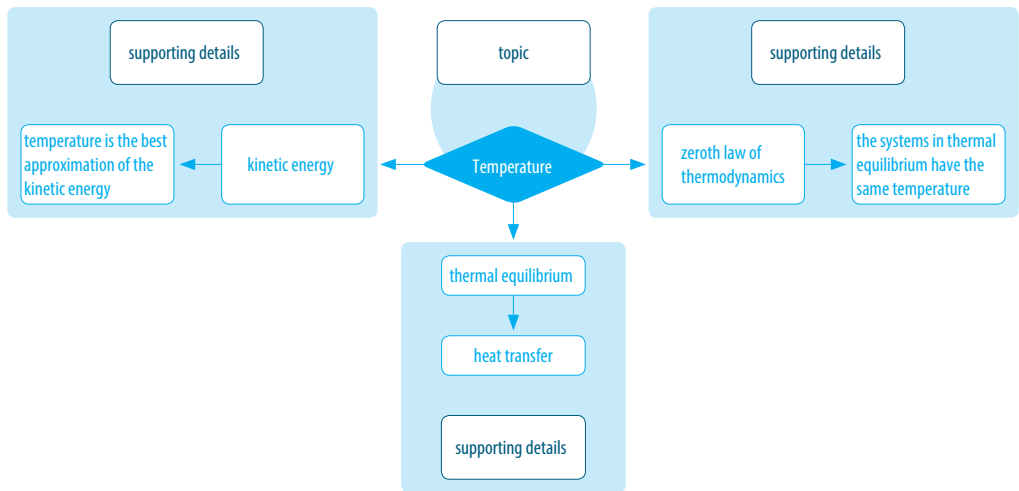 supporting details
topic
supporting details
temperature is the best
approximation of the
kinetic energy
kinetic energy
Temperature
zeroth law of
thermodynamics
the systems in thermal
equilibrium have the
same temperature
thermal equilibrium
heat transfer
supporting details